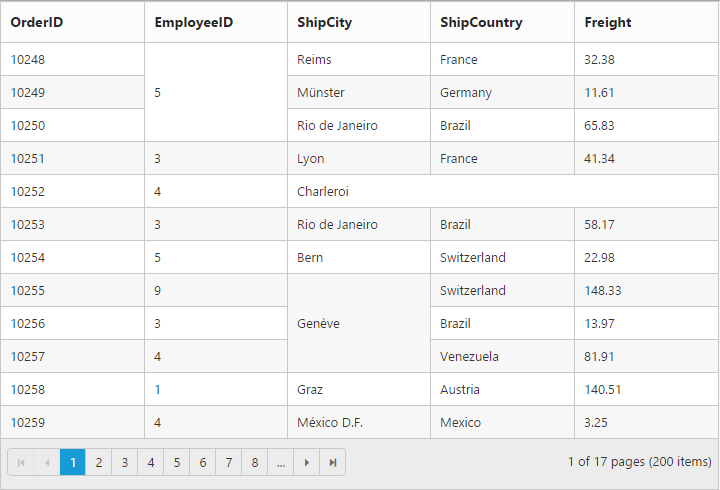 OrderID EmployeeID ShipCity ShipCountry Freight
10248 Reims France 32.38
10249 5 Münster Germany 11.61
10250 Rio de Janeiro Brazil 65.83
10251 3 Lyon France 41.34
10252 4 Charleroi
10253 3 Rio de Janeiro Brazil 58.17
10254 5 Bern Switzerland 22.98
10255 9 Switzerland 148.33
10256 3 Genève Brazil 13.97
10257 4 Venezuela 81.91
10258 1 Graz Austria 140.51
10259 4 México D.F. Mexico 3.25
1 2 3 4 5 6 7 8 ... 1 of 17 pages (200 items)